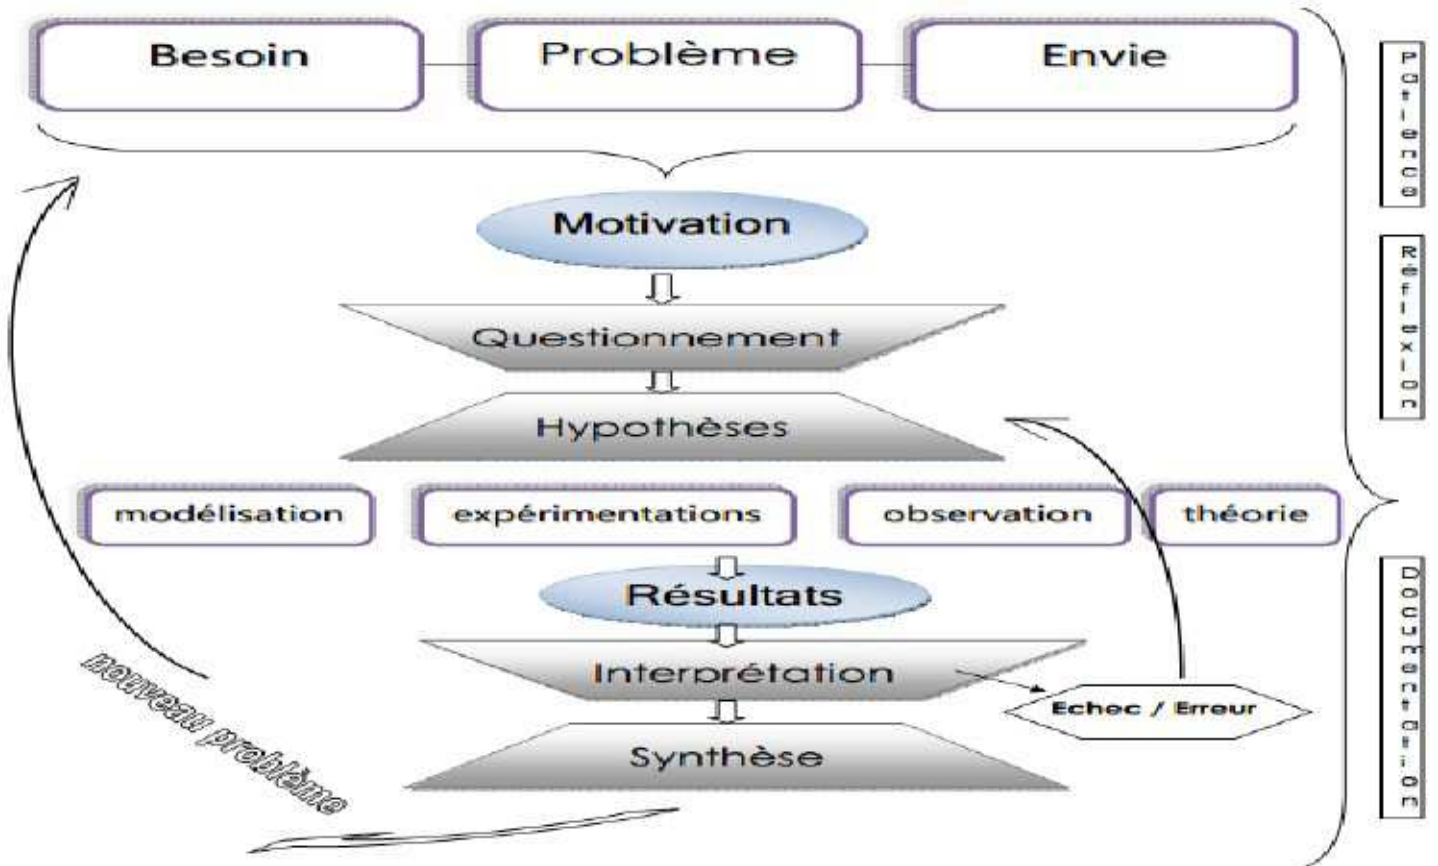 Besoin
Problème
Envie
Motivation
Questionnement
Hypothèses
modélisation
expérimentations
observation
théorie
Résultats
Interprétation
Echec / Erreur
Synthèse
nouveau problème
Patience
Réflexion
Documentation